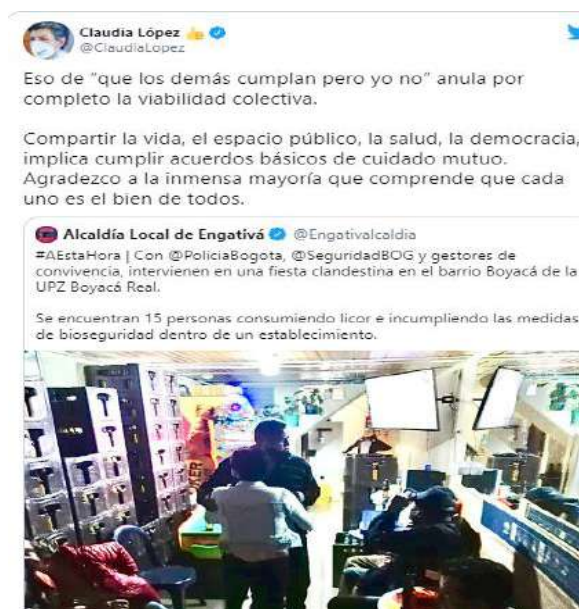 Claudia López 👍
@ClaudiaLopez
Eso de “que los demás cumplan pero yo no” anula por
completo la viabilidad colectiva.
Compartir la vida, el espacio público, la salud, la democracia,
implica cumplir acuerdos básicos de cuidado mutuo.
Agradezco a la inmensa mayoría que comprende que cada
uno es el bien de todos.
Alcaldía Local de Engativá @Engativalcaldia
#AEstaHora | Con @PoliciaBogota, @SeguridadBOG y gestores de
convivencia, intervienen en una fiesta clandestina en el barrio Boyacá de la
UPZ Boyacá Real.
Se encuentran 15 personas consumiendo licor e incumpliendo las medidas
de bioseguridad dentro de un establecimiento.